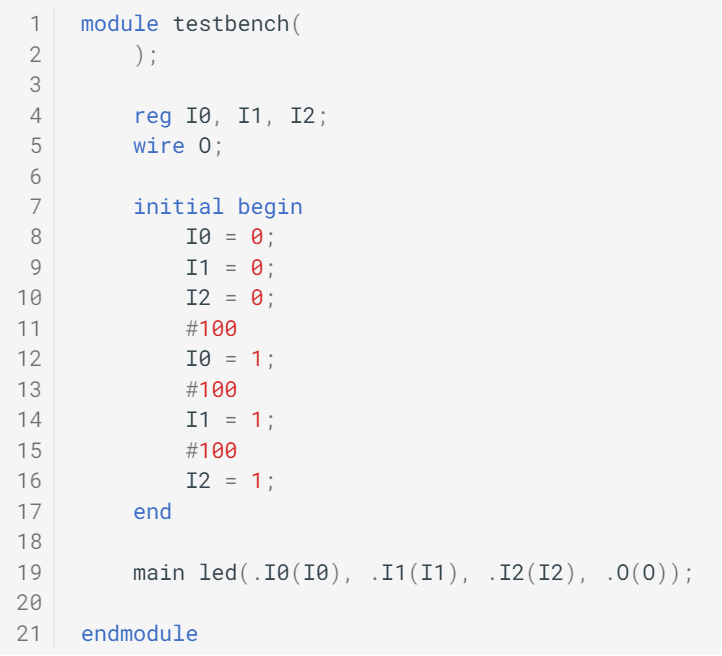 1 module testbench(
2     );
3
4     reg I0, I1, I2;
5     wire O;
6
7     initial begin
8         I0 = 0;
9         I1 = 0;
10         I2 = 0;
11         #100
12         I0 = 1;
13         #100
14         I1 = 1;
15         #100
16         I2 = 1;
17     end
18
19     main led(.I0(I0), .I1(I1), .I2(I2), .O(O));
20
21 endmodule